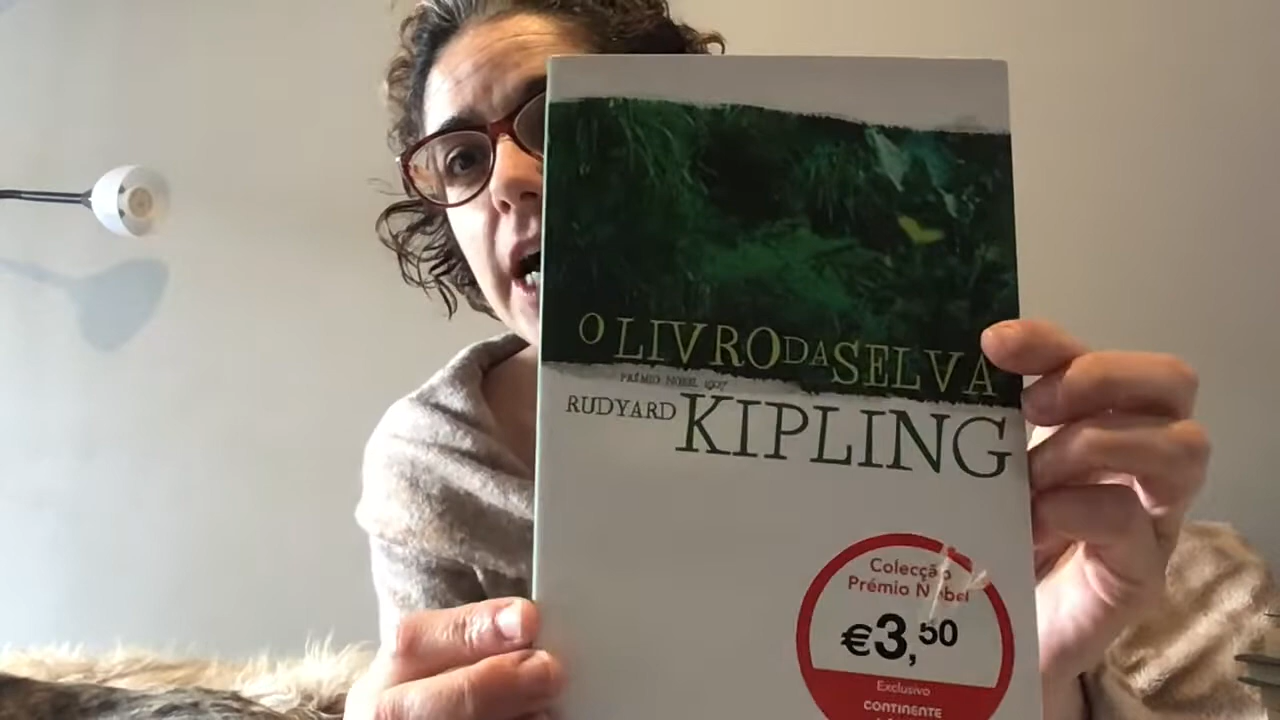 O LIVRO DA SELVA
PRÉMIO NOBEL 1907
RUDYARD KIPLING
Colecção
Prémio Nobel
€3,50
Exclusivo
CONTINENTE